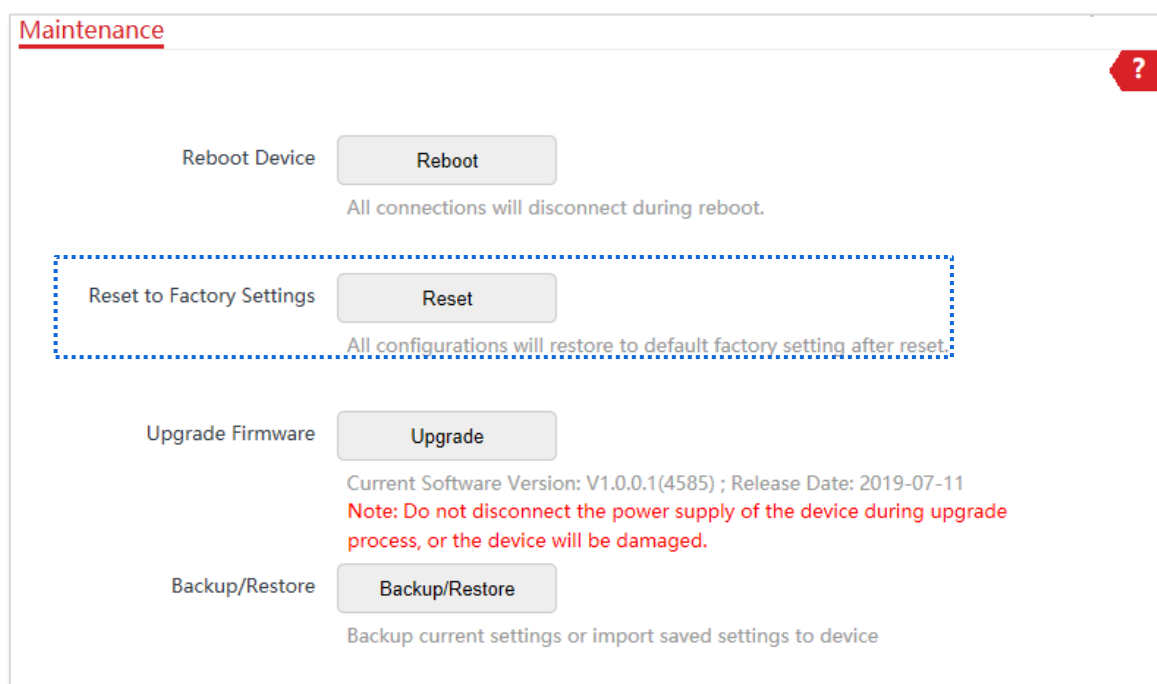 Maintenance
?
Reboot Device
Reboot
All connections will disconnect during reboot.
Reset to Factory Settings
Reset
All configurations will restore to default factory setting after reset.
Upgrade Firmware
Upgrade
Current Software Version: V1.0.0.1(4585) ; Release Date: 2019-07-11
Note: Do not disconnect the power supply of the device during upgrade
process, or the device will be damaged.
Backup/Restore
Backup/Restore
Backup current settings or import saved settings to device